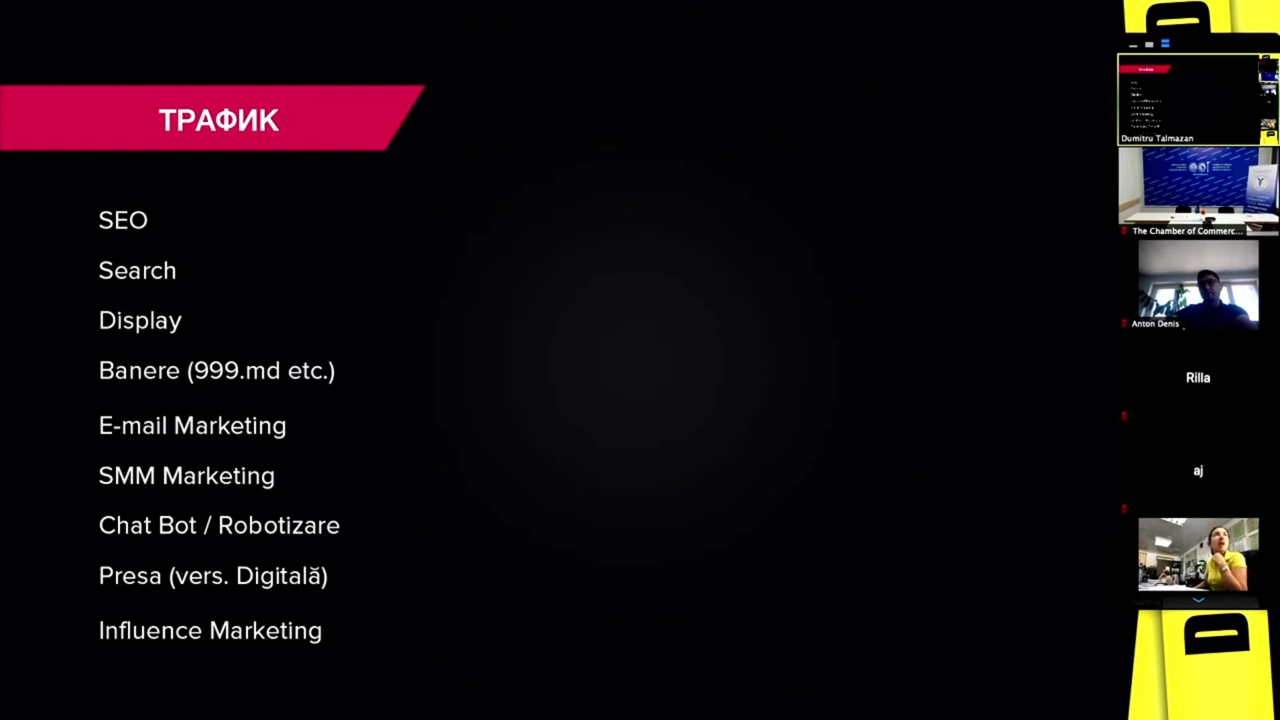 ТРАФИК
SEO
Search
Display
Banere (999.md etc.)
E-mail Marketing
SMM Marketing
Chat Bot / Robotizare
Presa (vers. Digitală)
Influence Marketing
Dumitru Talmazan
The Chamber of Commerc...
Anton Denis
Rilla
aj